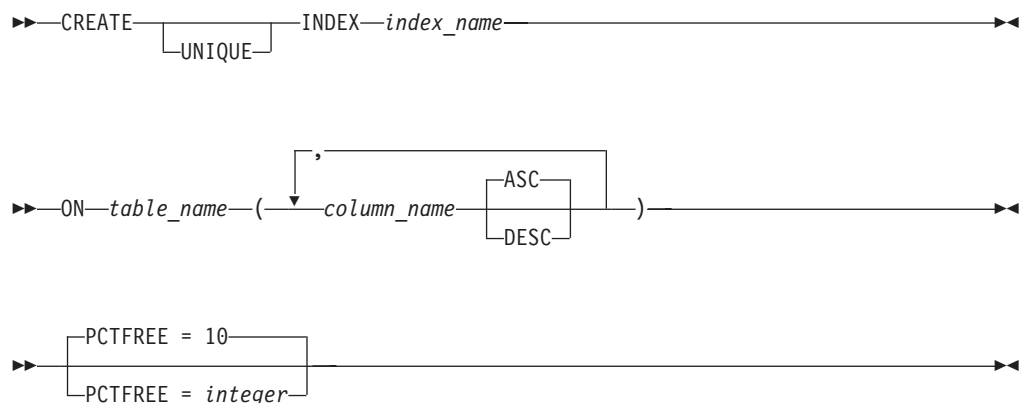 CREATE UNIQUE INDEX index_name
,
ON table_name ( column_name ASC DESC )
PCTFREE = 10
PCTFREE = integer